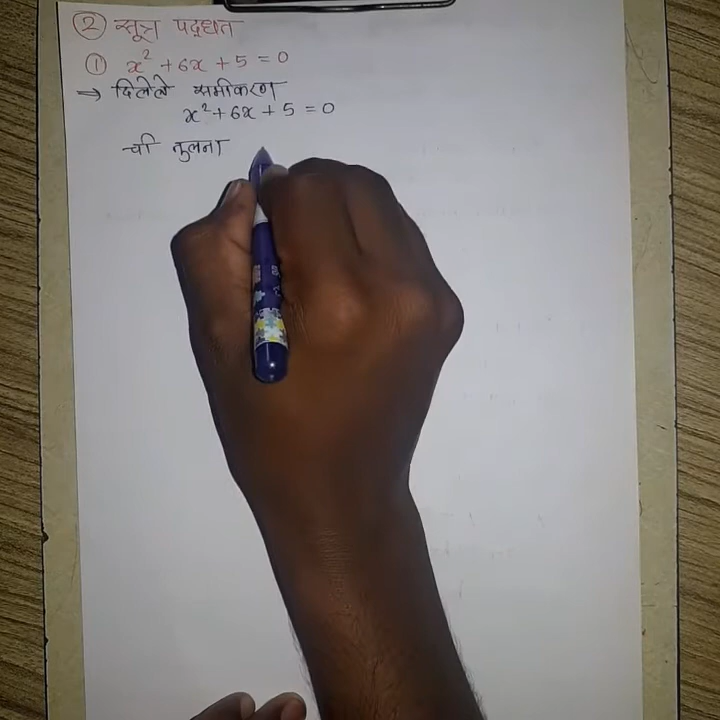 ② सूत्र पद्धत
① x² + 6x + 5 = 0
⇒ दिलेले समीकरण
x² + 6x + 5 = 0
ची तुलना